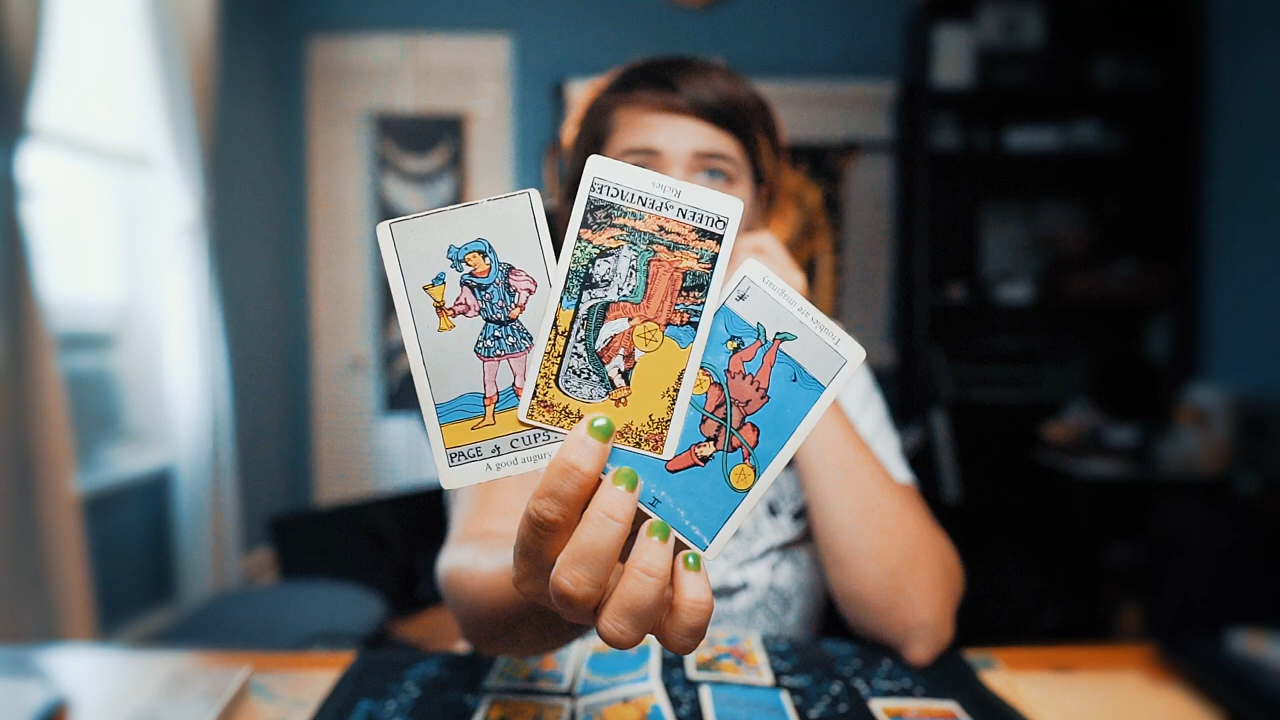 PAGE of CUPS.
A good augury
Riches
QUEEN of PENTACLES
Troubles are imaginary
II